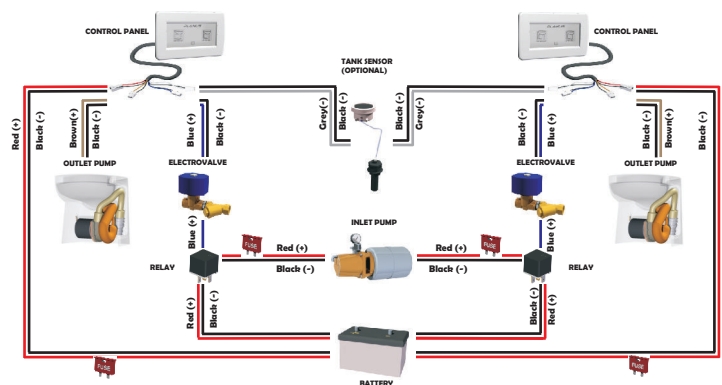 CONTROL PANEL
CONTROL PANEL
TANK SENSOR
(OPTIONAL)
Red (+)
Black (-)
Brown(+)
Black (-)
Blue (+)
Black (-)
Grey(-)
Black (-)
Black (-)
Grey(-)
Black (-)
Blue (+)
Black (-)
Brown(+)
Black (-)
Red (+)
OUTLET PUMP
ELECTROVALVE
ELECTROVALVE
OUTLET PUMP
Blue (+)
INLET PUMP
Blue (+)
FUSE
Red (+)
Red (+)
FUSE
RELAY
Black (-)
Black (-)
RELAY
Red (+)
Black (-)
Black (-)
Red (+)
FUSE
FUSE
BATTERY